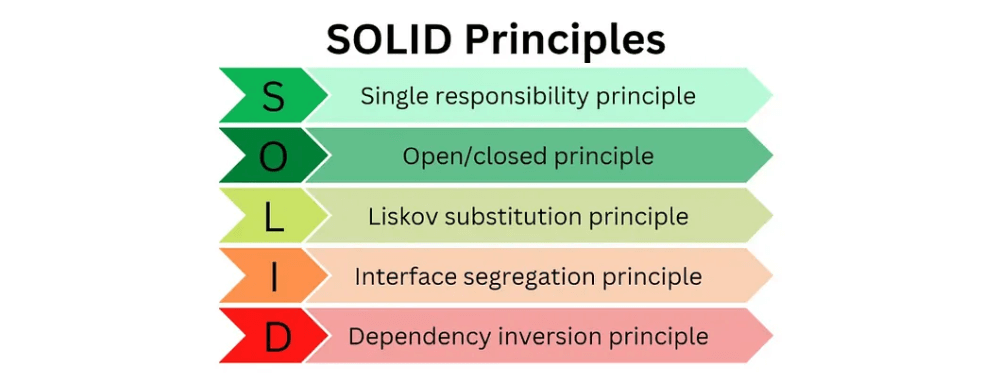 SOLID Principles
S Single responsibility principle
O Open/closed principle
L Liskov substitution principle
I Interface segregation principle
D Dependency inversion principle